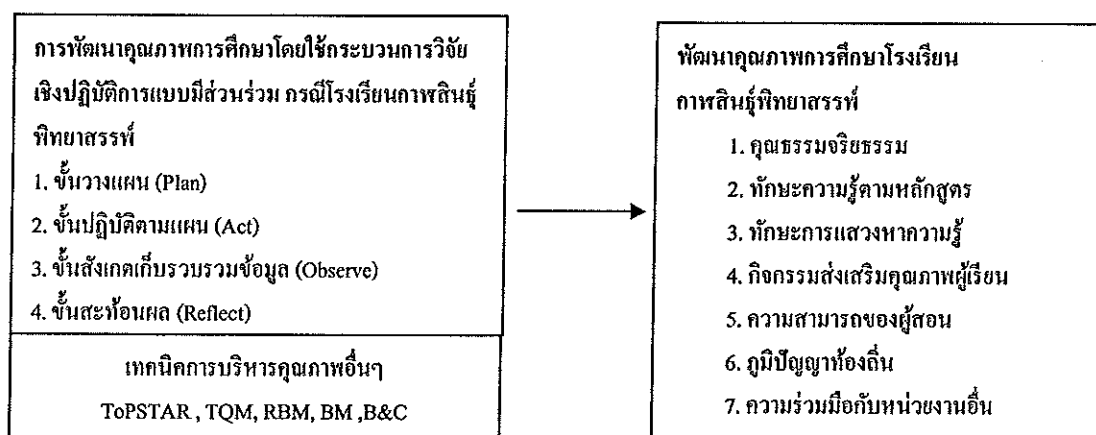 การพัฒนาคุณภาพการศึกษาโดยใช้กระบวนการวิจัย
เชิงปฏิบัติการแบบมีส่วนร่วม กรณีโรงเรียนกาฬสินธุ์
พิทยาสรรพ์
1. ขั้นวางแผน (Plan)
2. ขั้นปฏิบัติตามแผน (Act)
3. ขั้นสังเกตเก็บรวบรวมข้อมูล (Observe)
4. ขั้นสะท้อนผล (Reflect)
เทคนิคการบริหารคุณภาพอื่นๆ
ToPSTAR , TQM, RBM, BM ,B&C
พัฒนาคุณภาพการศึกษาโรงเรียน
กาฬสินธุ์พิทยาสรรพ์
1. คุณธรรมจริยธรรม
2. ทักษะความรู้ตามหลักสูตร
3. ทักษะการแสวงหาความรู้
4. กิจกรรมส่งเสริมคุณภาพผู้เรียน
5. ความสามารถของผู้สอน
6. ภูมิปัญญาท้องถิ่น
7. ความร่วมมือกับหน่วยงานอื่น